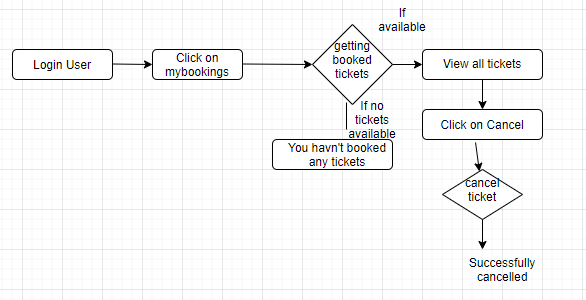 If
available
Login User
Click on
mybookings
getting
booked
tickets
View all tickets
If no
tickets
available
Click on Cancel
You havn't booked
any tickets
cancel
ticket
Successfully
cancelled